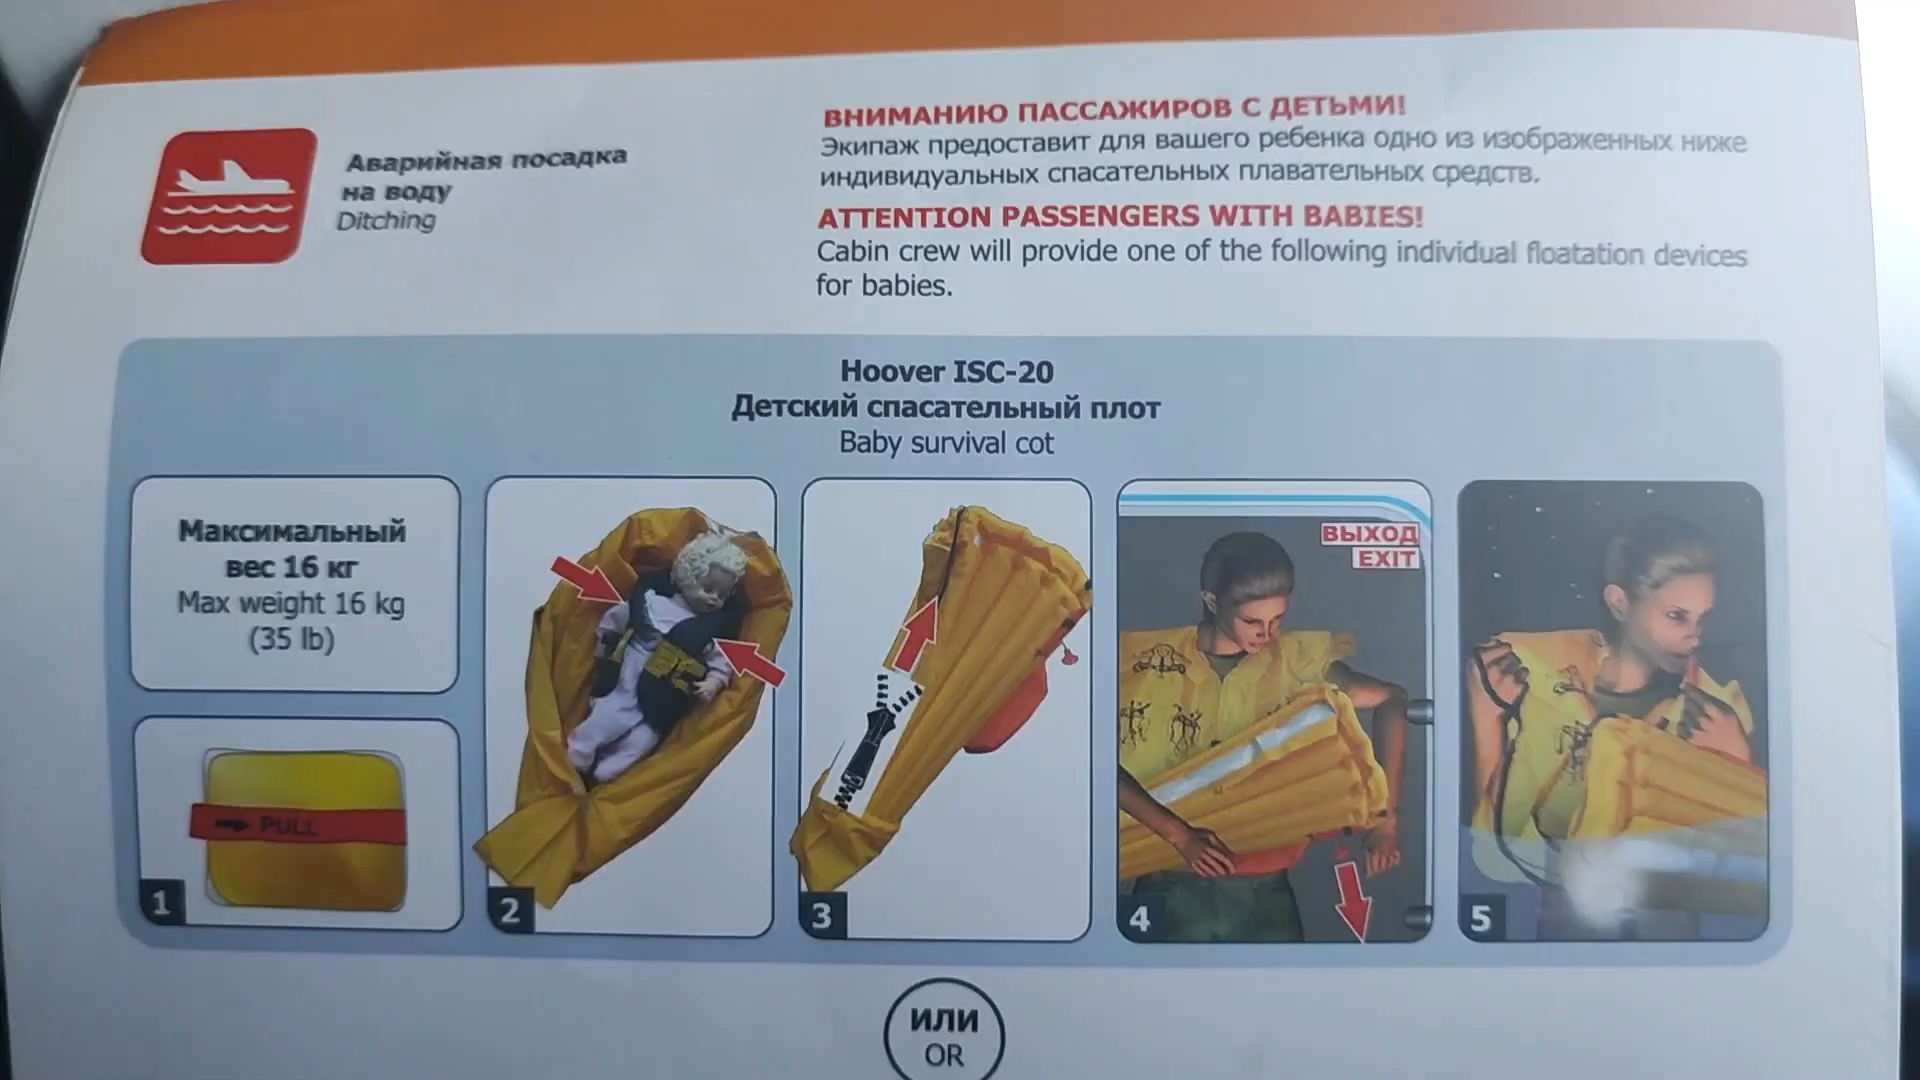 Аварийная посадка
на воду
Ditching
ВНИМАНИЮ ПАССАЖИРОВ С ДЕТЬМИ!
Экипаж предоставит для вашего ребенка одно из изображенных ниже
индивидуальных спасательных плавательных средств.
ATTENTION PASSENGERS WITH BABIES!
Cabin crew will provide one of the following individual floatation devices
for babies.
Hoover ISC-20
Детский спасательный плот
Baby survival cot
Максимальный
вес 16 кг
Max weight 16 kg
(35 lb)
PULL
1
2
3
ВЫХОД
EXIT
4
5
ИЛИ
OR